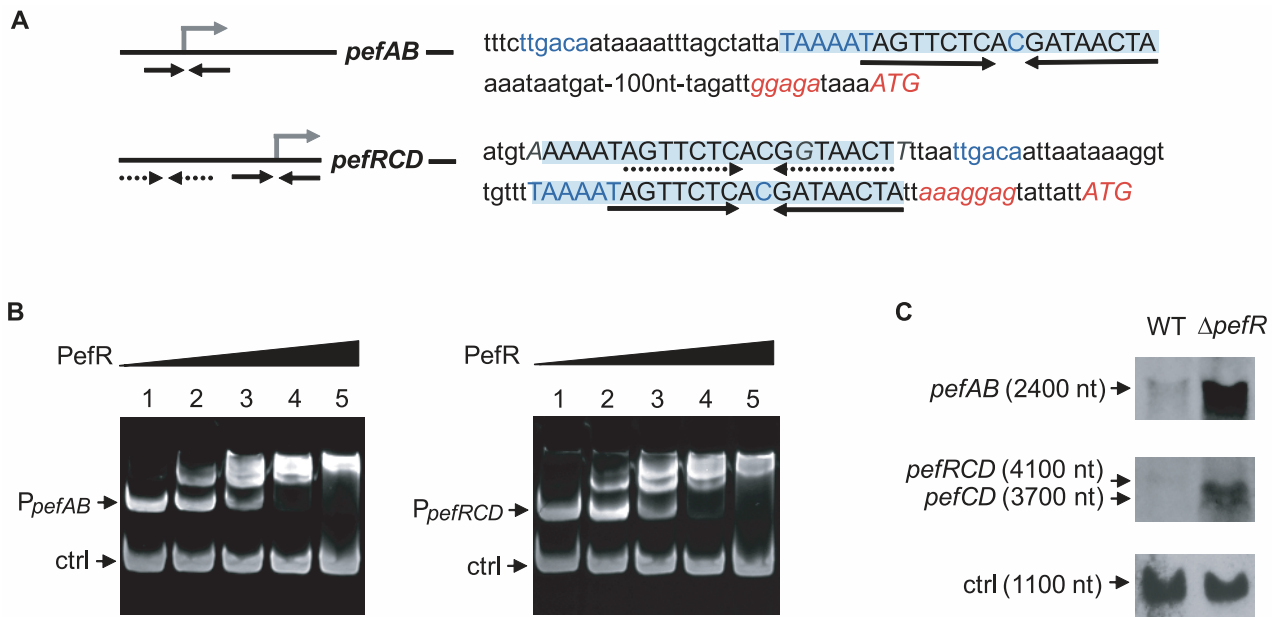 A
pefAB
tttcttgacaataaaatttagctattaTAAAATAGTTCTCACGATAACTA
aaataatgat-100nt-tagattggagataaaATG
pefRCD
atgtAAAAATAGTTCTCACGGTAACTTttaattgacaattaataaaggt
tgtttTAAAATAGTTCTCACGATAACTAttaaaggagtattattATG
B
PefR
1 2 3 4 5
PpefAB
ctrl
PefR
1 2 3 4 5
PpefRCD
ctrl
C
WT ΔpefR
pefAB (2400 nt)
pefRCD (4100 nt)
pefCD (3700 nt)
ctrl (1100 nt)